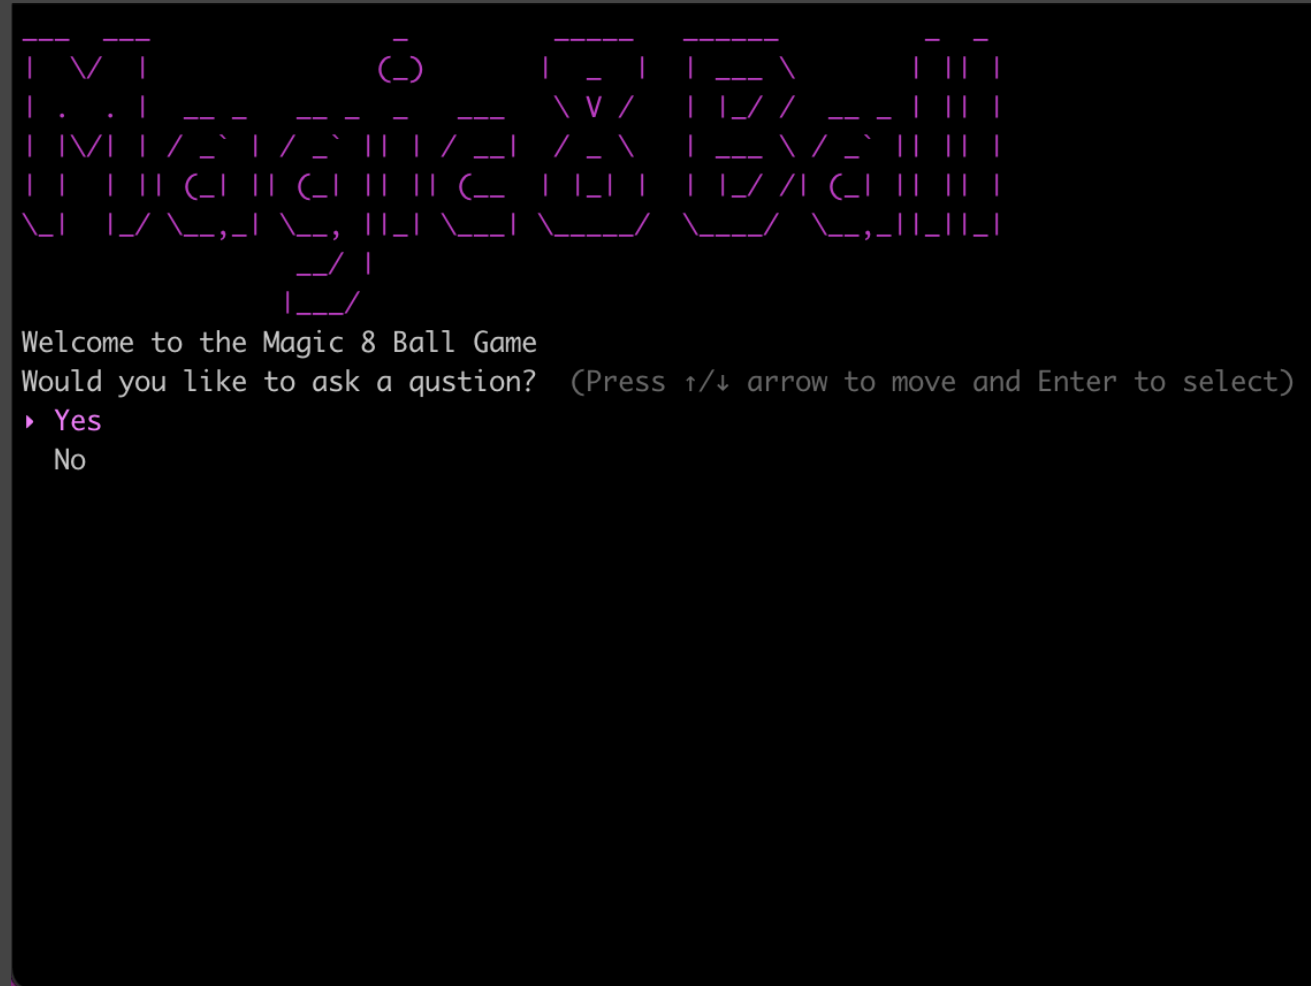 Magic 8 Ball
Welcome to the Magic 8 Ball Game
Would you like to ask a qustion? (Press ↑/↓ arrow to move and Enter to select)
‣ Yes
No